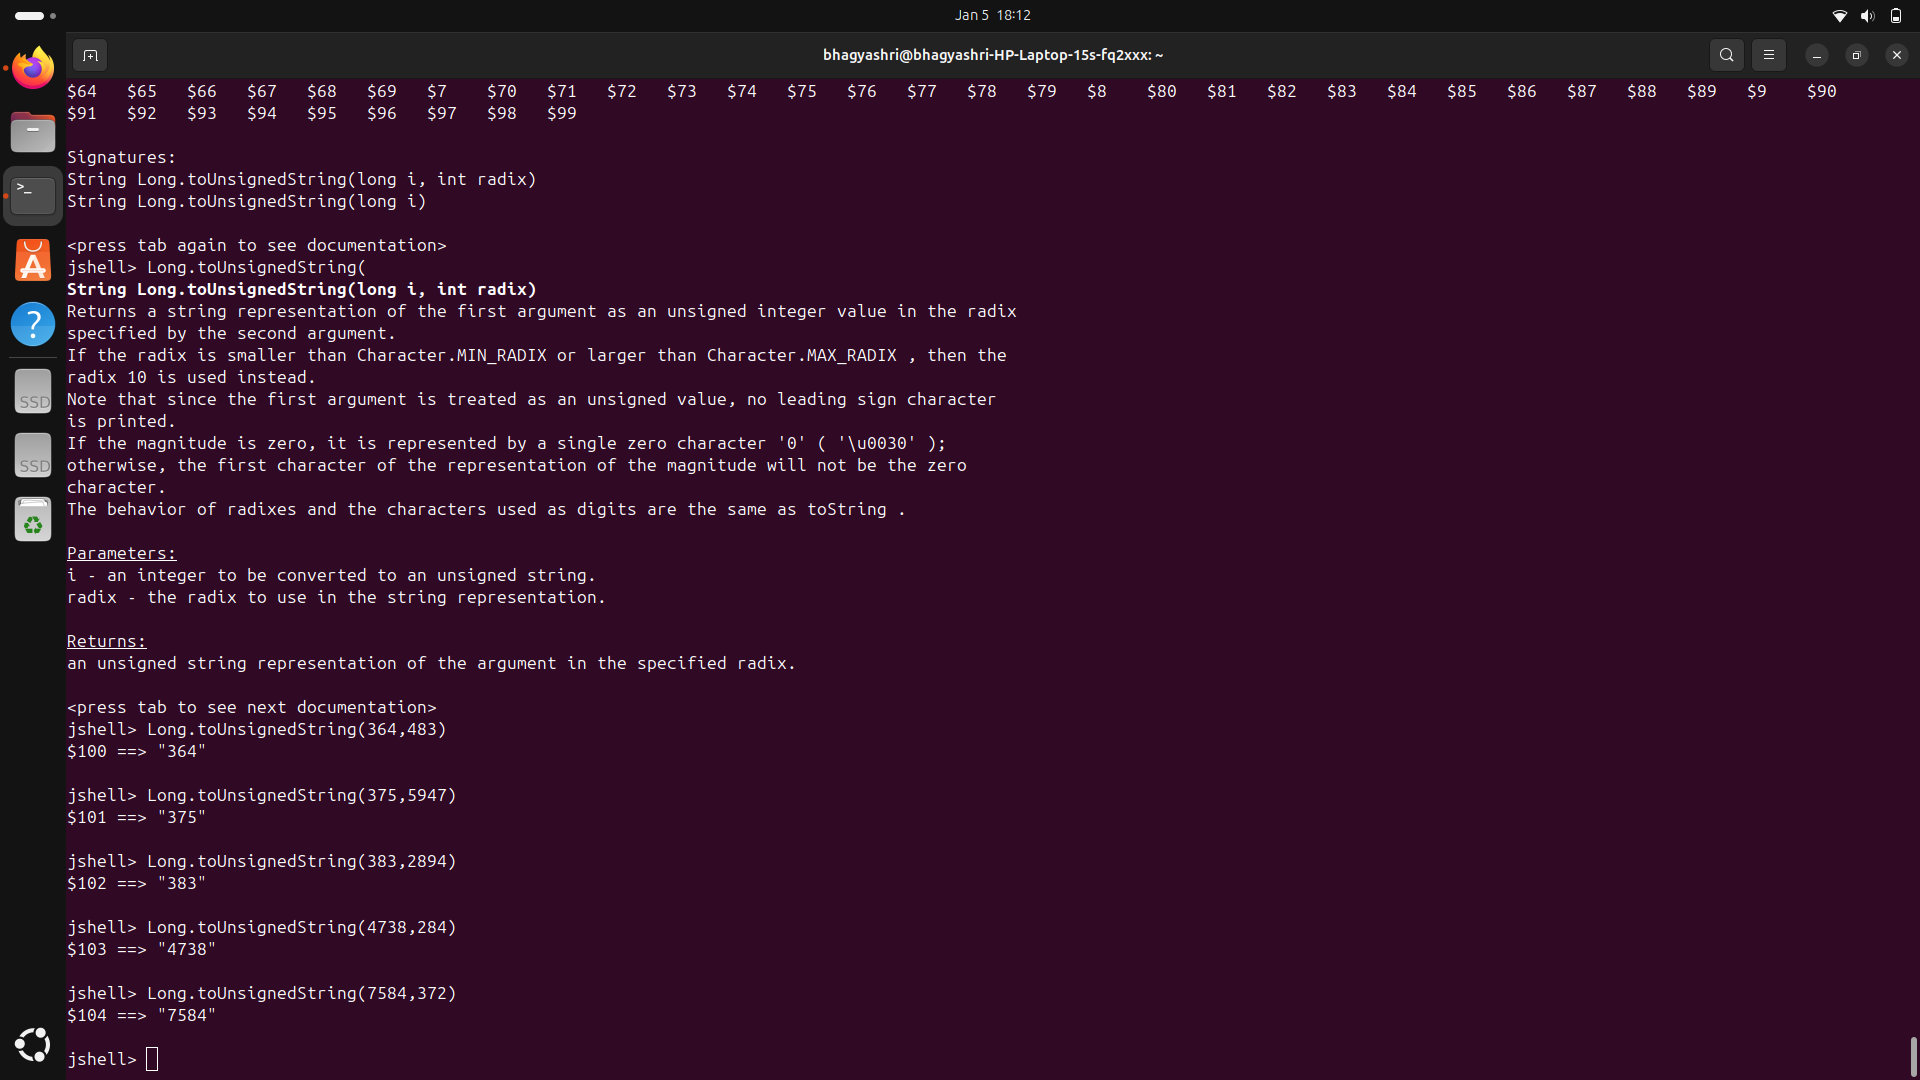 Jan 5 18:12
bhagyashri@bhagyashri-HP-Laptop-15s-fq2xxx: ~
$64 $65 $66 $67 $68 $69 $7 $70 $71 $72 $73 $74 $75 $76 $77 $78 $79 $8 $80 $81 $82 $83 $84 $85 $86 $87 $88 $89 $9 $90
$91 $92 $93 $94 $95 $96 $97 $98 $99
Signatures:
String Long.toUnsignedString(long i, int radix)
String Long.toUnsignedString(long i)
<press tab again to see documentation>
jshell> Long.toUnsignedString(
String Long.toUnsignedString(long i, int radix)
Returns a string representation of the first argument as an unsigned integer value in the radix
specified by the second argument.
If the radix is smaller than Character.MIN_RADIX or larger than Character.MAX_RADIX , then the
radix 10 is used instead.
Note that since the first argument is treated as an unsigned value, no leading sign character
is printed.
If the magnitude is zero, it is represented by a single zero character '0' ( '\u0030' );
otherwise, the first character of the representation of the magnitude will not be the zero
character.
The behavior of radixes and the characters used as digits are the same as toString .
Parameters:
i - an integer to be converted to an unsigned string.
radix - the radix to use in the string representation.
Returns:
an unsigned string representation of the argument in the specified radix.
<press tab to see next documentation>
jshell> Long.toUnsignedString(364,483)
$100 ==> "364"
jshell> Long.toUnsignedString(375,5947)
$101 ==> "375"
jshell> Long.toUnsignedString(383,2894)
$102 ==> "383"
jshell> Long.toUnsignedString(4738,284)
$103 ==> "4738"
jshell> Long.toUnsignedString(7584,372)
$104 ==> "7584"
jshell>
>_
?
SSD
SSD